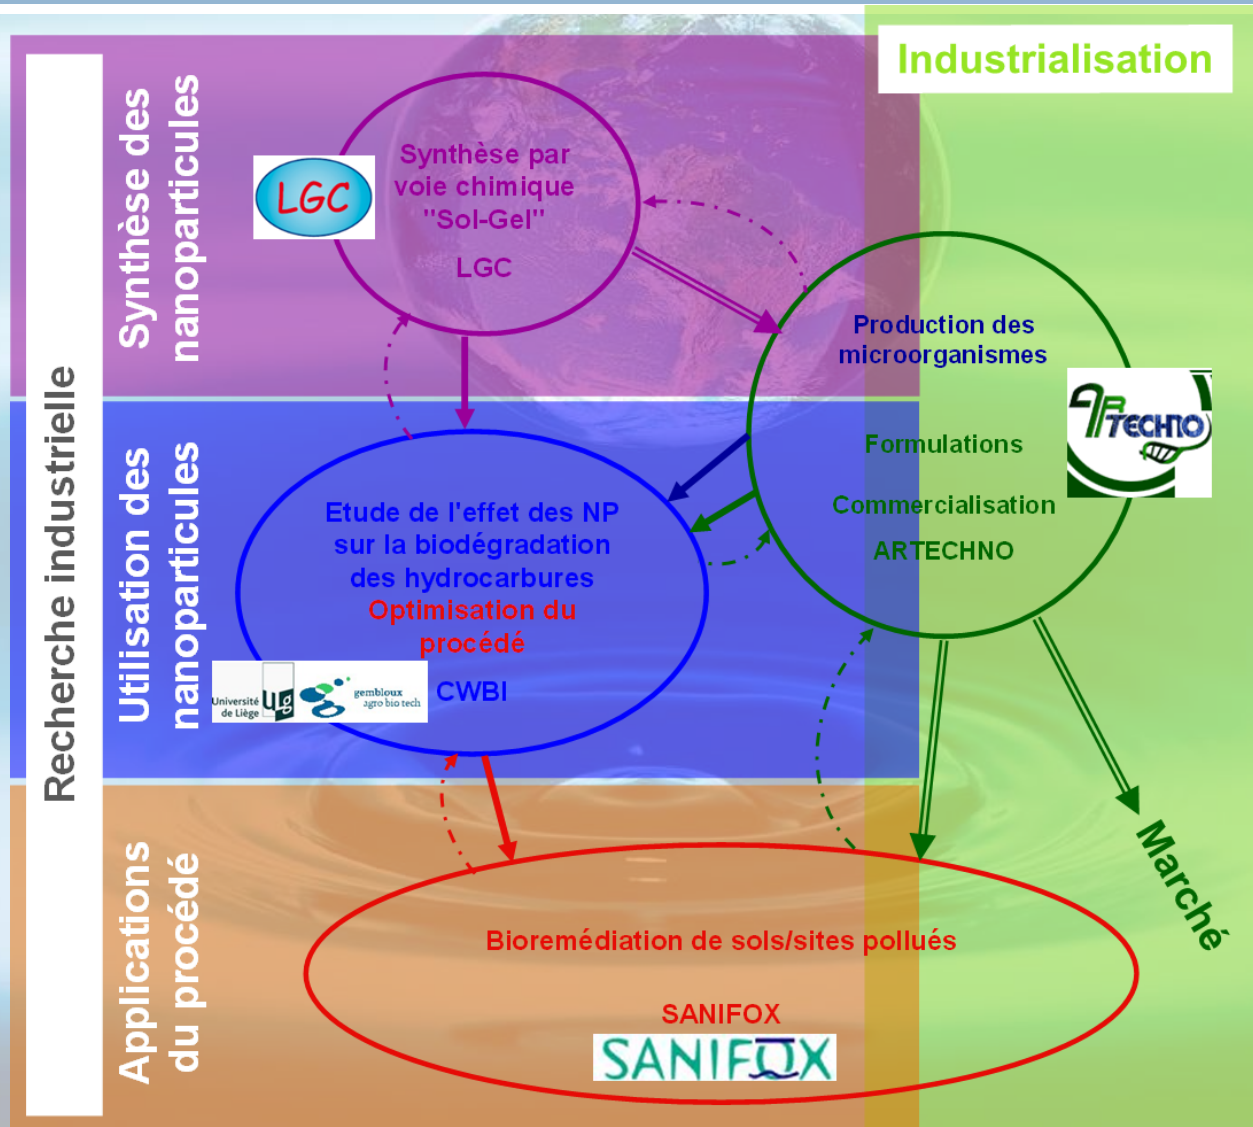 Industrialisation
Recherche industrielle
Synthèse des
nanoparticules
LGC
Synthèse par
voie chimique
"Sol-Gel"
LGC
Production des
microorganismes
Formulations
Commercialisation
ARTECHNO
ARTECHNO
Utilisation des
nanoparticules
Etude de l'effet des NP
sur la biodégradation
des hydrocarbures
Optimisation du
procédé
CWBI
Université
de Liège
ULg
gembloux
agro bio tech
Marché
Applications
du procédé
Bioremédiation de sols/sites pollués
SANIFOX
SANIFOX